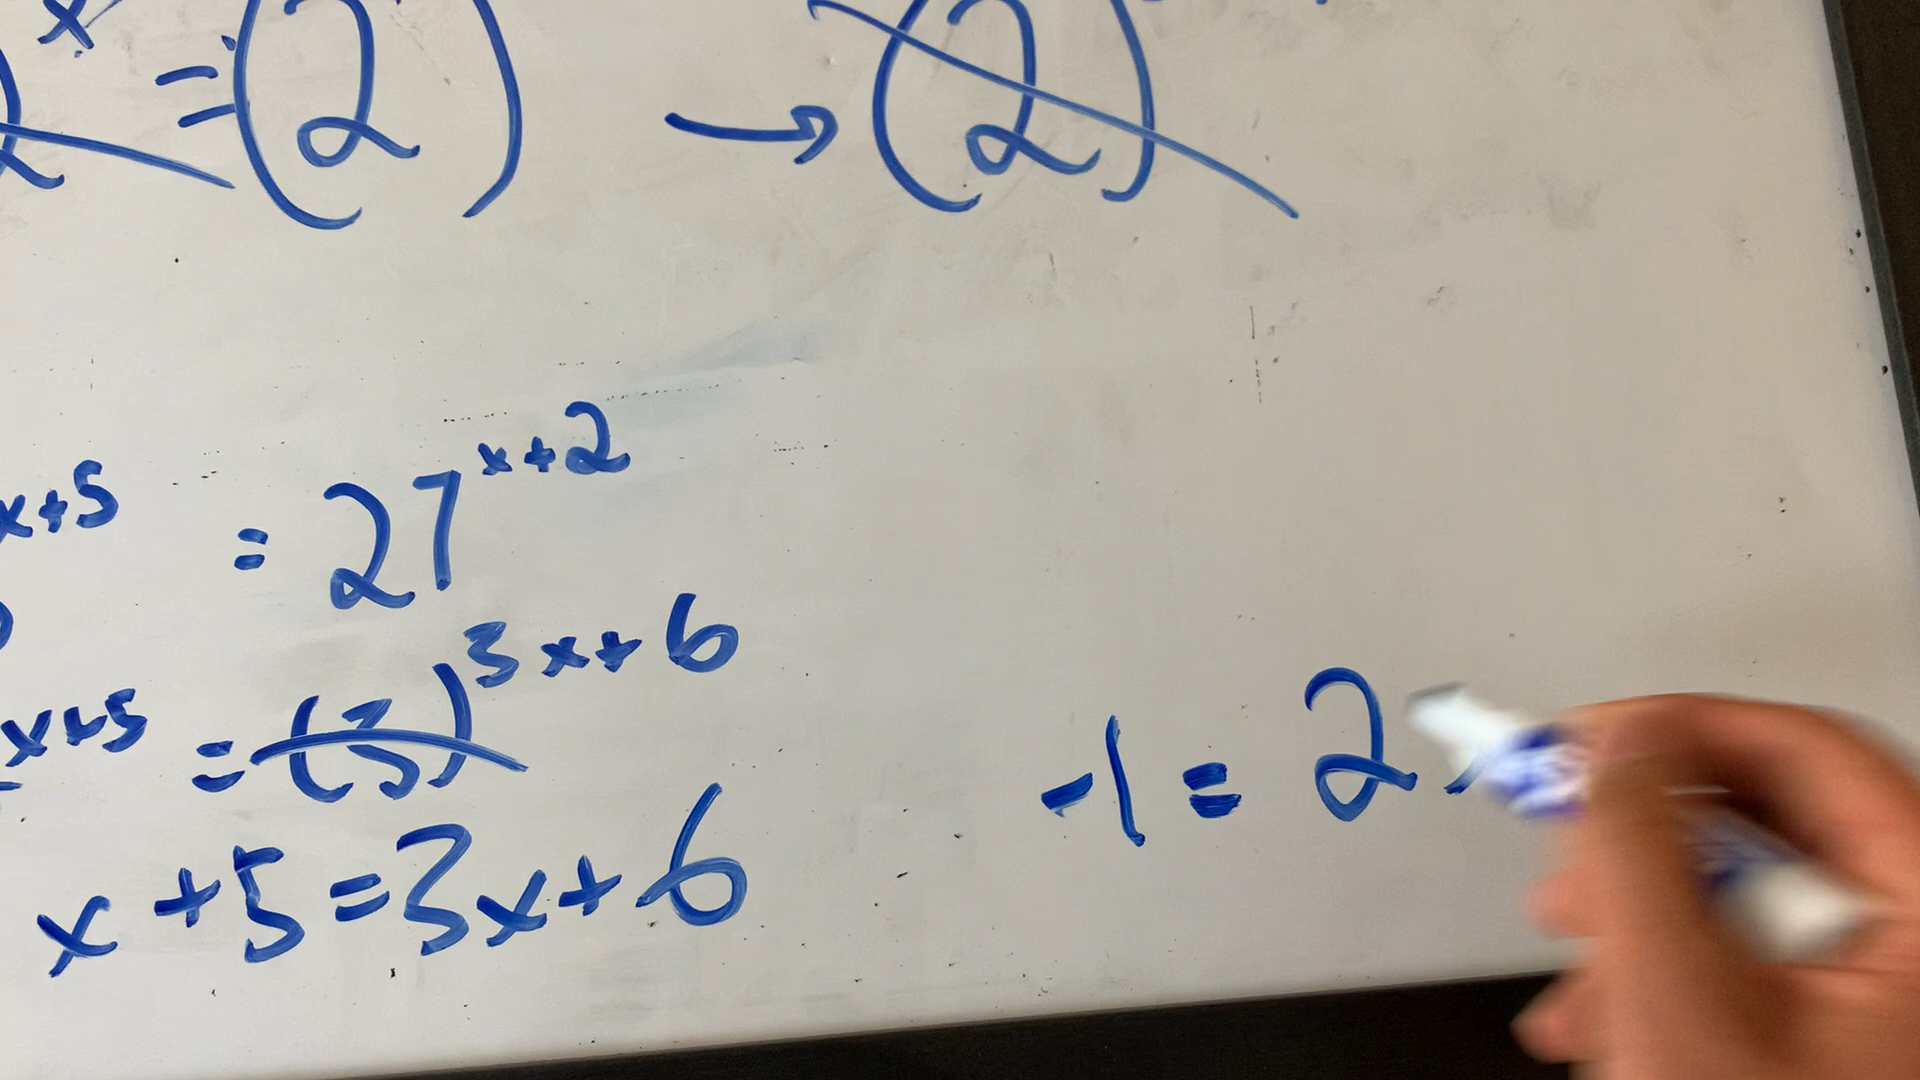 x = (2) → (2)
x+5 = 27^x+2
x+5 = (3)^3x+6
x+5=3x+6
-1=2